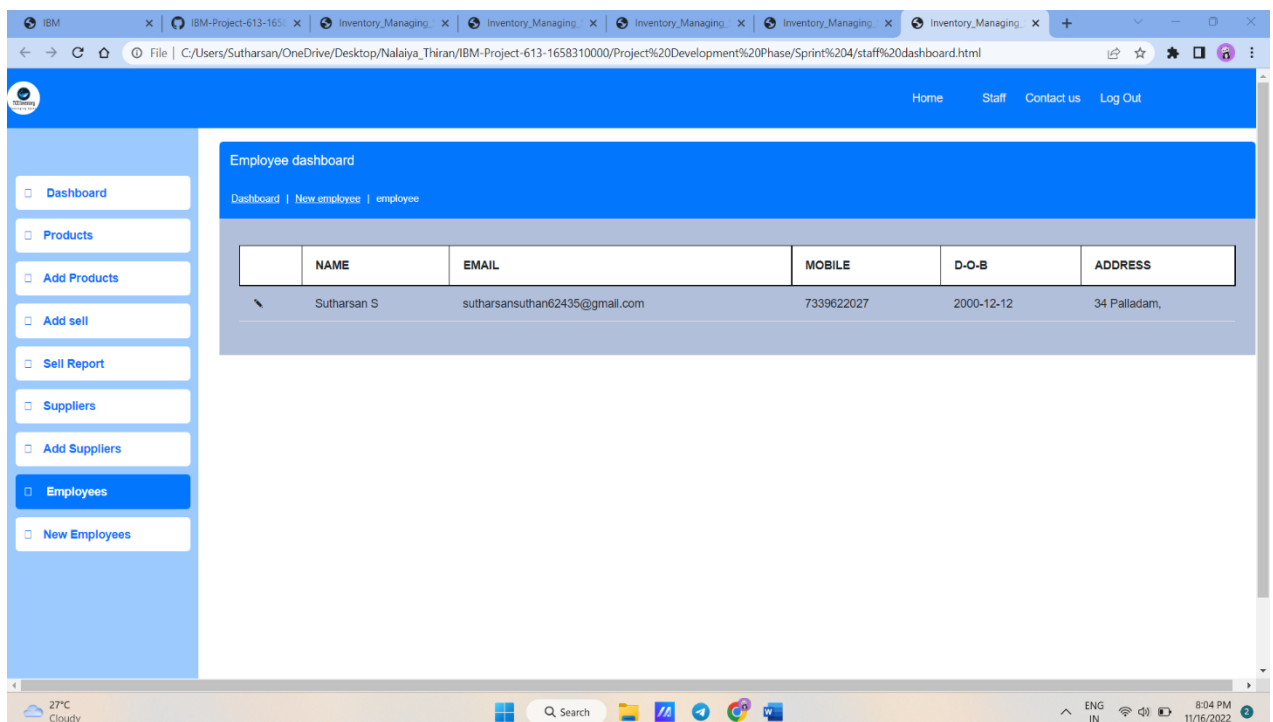 IBM
IBM-Project-613-165
Inventory_Managing_
Inventory_Managing_
Inventory_Managing_
Inventory_Managing_
Inventory_Managing_
File | C:/Users/Sutharsan/OneDrive/Desktop/Nalaiya_Thiran/IBM-Project-613-1658310000/Project%20Development%20Phase/Sprint%204/staff%20dashboard.html
Home Staff Contact us Log Out
Employee dashboard
Dashboard | New employee | employee
Dashboard
Products
Add Products
Add sell
Sell Report
Suppliers
Add Suppliers
Employees
New Employees
NAME EMAIL MOBILE D-O-B ADDRESS
Sutharsan S sutharsansuthan62435@gmail.com 7339622027 2000-12-12 34 Palladam,
27°C
Cloudy
Search
W
ENG
IN
8:04 PM
11/16/2022
2